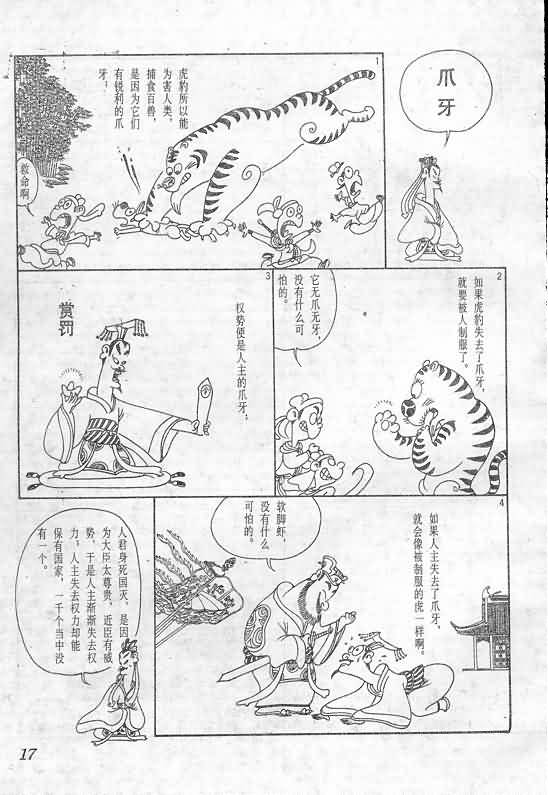 爪
牙
1
虎豹所以能
为害人类，
捕食百兽，
是因为它们
有锐利的爪
牙！
救命啊
2
如果虎豹失去了爪牙，
就要被人制服了。
它无爪无牙，
没有什么可
怕的。
3
权势便是人主的爪牙；
赏罚
4
如果人主失去了爪牙，
就会像被制服的虎一样啊。
软脚虾，
没有什么
可怕的。
人君身死国灭，是因
为大臣太尊贵，近臣有威
势，于是人主渐渐失去权
力；人主失去权力却能
保有国家，一千个当中没
有一个。
17